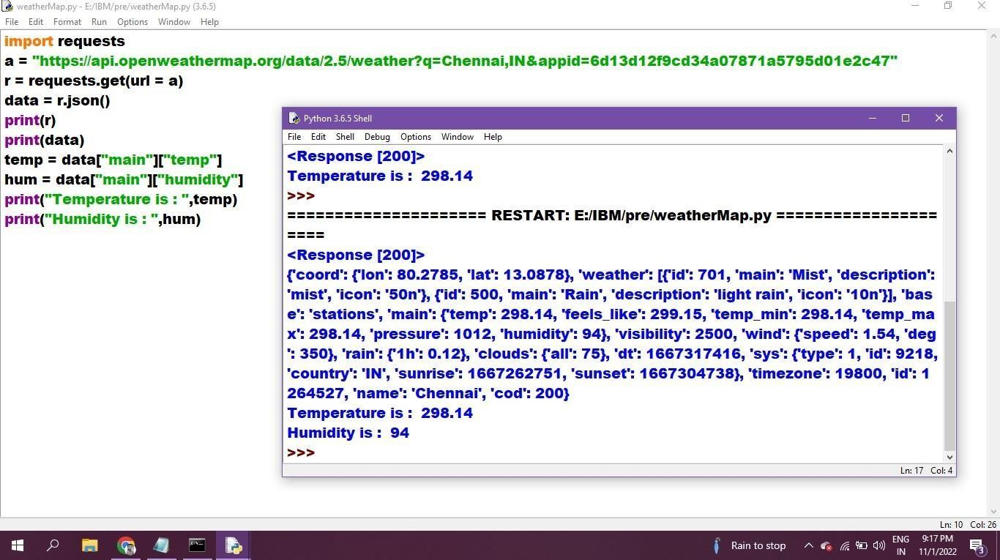 weatherMap.py - E:/IBM/pre/weatherMap.py (3.6.5)
File Edit Format Run Options Window Help
import requests
a = "https://api.openweathermap.org/data/2.5/weather?q=Chennai,IN&appid=6d13d12f9cd34a07871a5795d01e2c47"
r = requests.get(url = a)
data = r.json()
print(r)
print(data)
temp = data["main"]["temp"]
hum = data["main"]["humidity"]
print("Temperature is : ",temp)
print("Humidity is : ",hum)
Python 3.6.5 Shell
File Edit Shell Debug Options Window Help
<Response [200]>
Temperature is :  298.14
>>>
===================== RESTART: E:/IBM/pre/weatherMap.py =================
====
<Response [200]>
{'coord': {'lon': 80.2785, 'lat': 13.0878}, 'weather': [{'id': 701, 'main': 'Mist', 'description':
'mist', 'icon': '50n'}, {'id': 500, 'main': 'Rain', 'description': 'light rain', 'icon': '10n'}], 'bas
e': 'stations', 'main': {'temp': 298.14, 'feels_like': 299.15, 'temp_min': 298.14, 'temp_ma
x': 298.14, 'pressure': 1012, 'humidity': 94}, 'visibility': 2500, 'wind': {'speed': 1.54, 'deg
': 350}, 'rain': {'1h': 0.12}, 'clouds': {'all': 75}, 'dt': 1667317416, 'sys': {'type': 1, 'id': 9218,
'country': 'IN', 'sunrise': 1667262751, 'sunset': 1667304738}, 'timezone': 19800, 'id': 1
264527, 'name': 'Chennai', 'cod': 200}
Temperature is :  298.14
Humidity is :  94
>>>
Ln: 17 Col: 4
Ln: 10 Col: 26
Rain to stop
ENG
IN
9:17 PM
11/1/2022
3